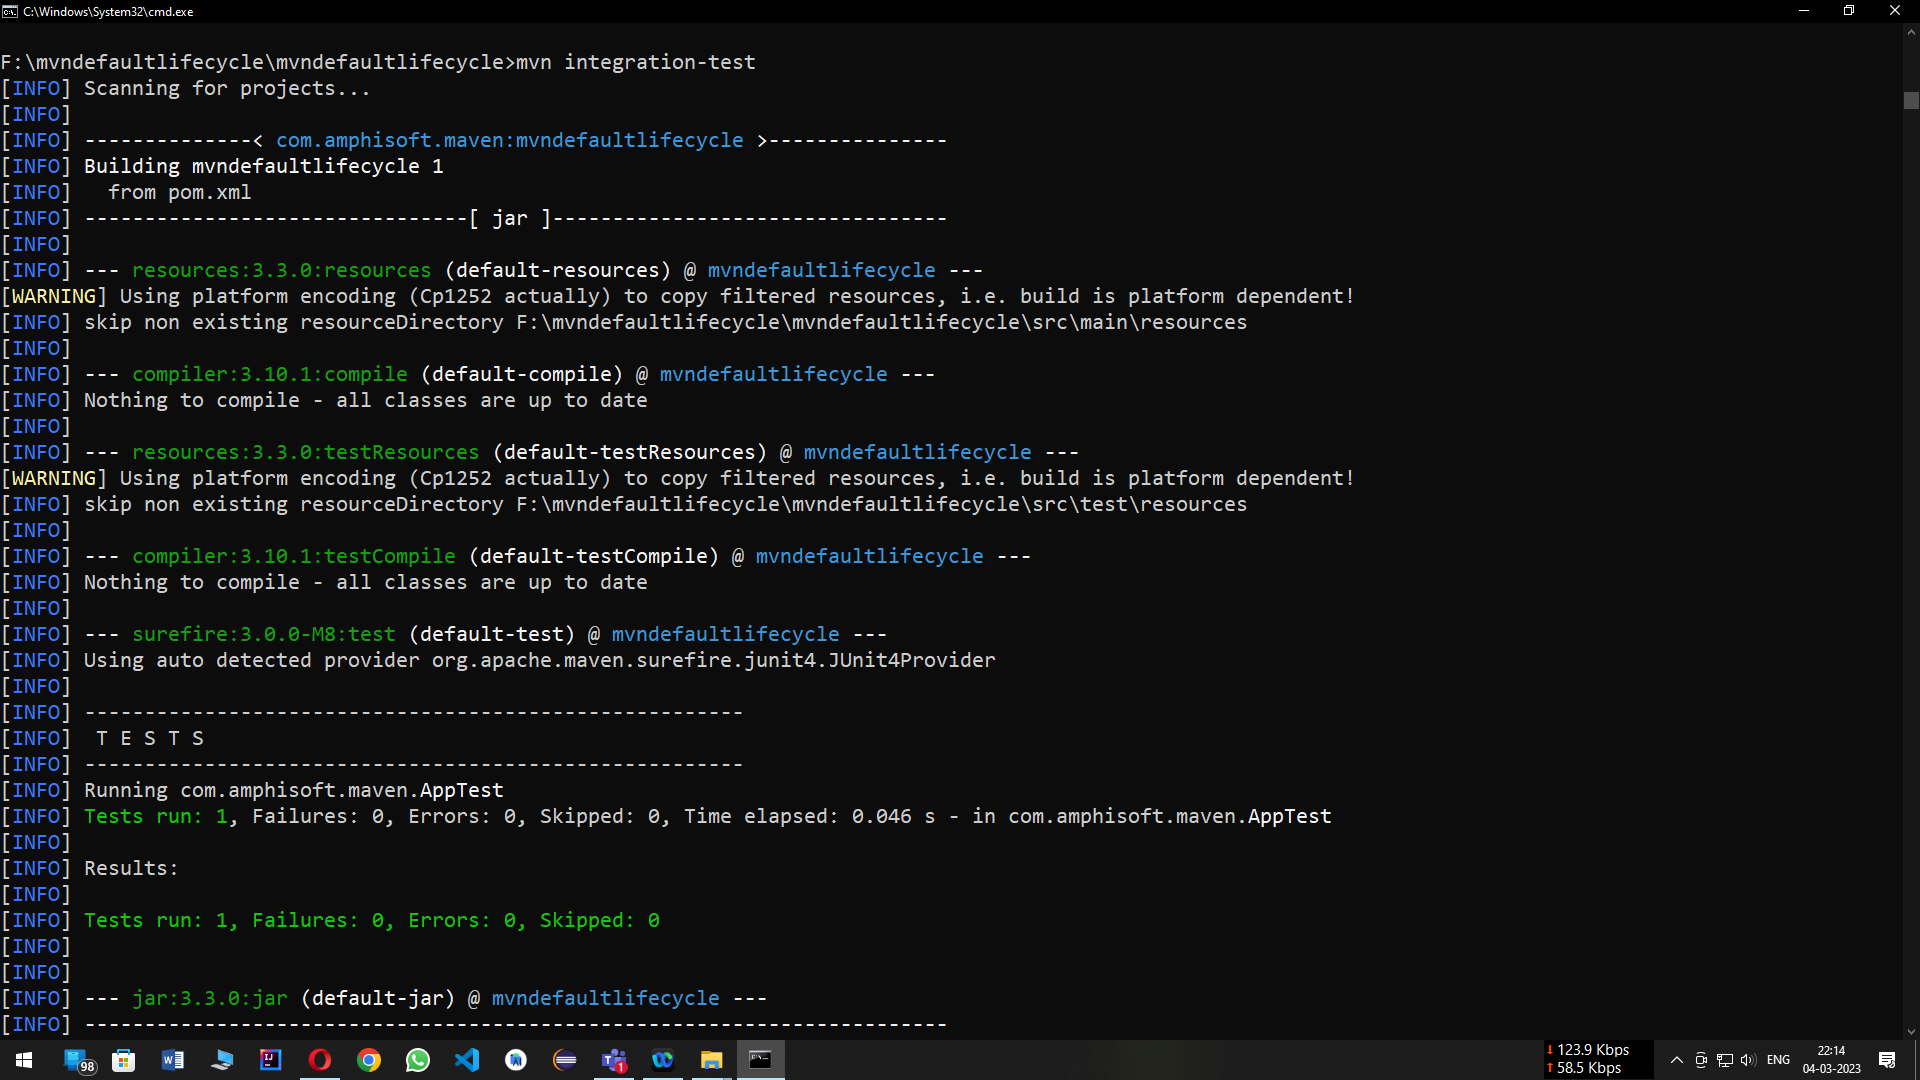 C:\Windows\System32\cmd.exe
F:\mvndefaultlifecycle\mvndefaultlifecycle>mvn integration-test
[INFO] Scanning for projects...
[INFO]
[INFO] --------------< com.amphisoft.maven:mvndefaultlifecycle >---------------
[INFO] Building mvndefaultlifecycle 1
[INFO]   from pom.xml
[INFO] --------------------------------[ jar ]---------------------------------
[INFO]
[INFO] --- resources:3.3.0:resources (default-resources) @ mvndefaultlifecycle ---
[WARNING] Using platform encoding (Cp1252 actually) to copy filtered resources, i.e. build is platform dependent!
[INFO] skip non existing resourceDirectory F:\mvndefaultlifecycle\mvndefaultlifecycle\src\main\resources
[INFO]
[INFO] --- compiler:3.10.1:compile (default-compile) @ mvndefaultlifecycle ---
[INFO] Nothing to compile - all classes are up to date
[INFO]
[INFO] --- resources:3.3.0:testResources (default-testResources) @ mvndefaultlifecycle ---
[WARNING] Using platform encoding (Cp1252 actually) to copy filtered resources, i.e. build is platform dependent!
[INFO] skip non existing resourceDirectory F:\mvndefaultlifecycle\mvndefaultlifecycle\src\test\resources
[INFO]
[INFO] --- compiler:3.10.1:testCompile (default-testCompile) @ mvndefaultlifecycle ---
[INFO] Nothing to compile - all classes are up to date
[INFO]
[INFO] --- surefire:3.0.0-M8:test (default-test) @ mvndefaultlifecycle ---
[INFO] Using auto detected provider org.apache.maven.surefire.junit4.JUnit4Provider
[INFO]
[INFO] -------------------------------------------------------
[INFO]  T E S T S
[INFO] -------------------------------------------------------
[INFO] Running com.amphisoft.maven.AppTest
[INFO] Tests run: 1, Failures: 0, Errors: 0, Skipped: 0, Time elapsed: 0.046 s - in com.amphisoft.maven.AppTest
[INFO]
[INFO] Results:
[INFO]
[INFO] Tests run: 1, Failures: 0, Errors: 0, Skipped: 0
[INFO]
[INFO]
[INFO] --- jar:3.3.0:jar (default-jar) @ mvndefaultlifecycle ---
[INFO] ------------------------------------------------------------------------
98
1
↓ 123.9 Kbps
↑ 58.5 Kbps
ENG
22:14
04-03-2023